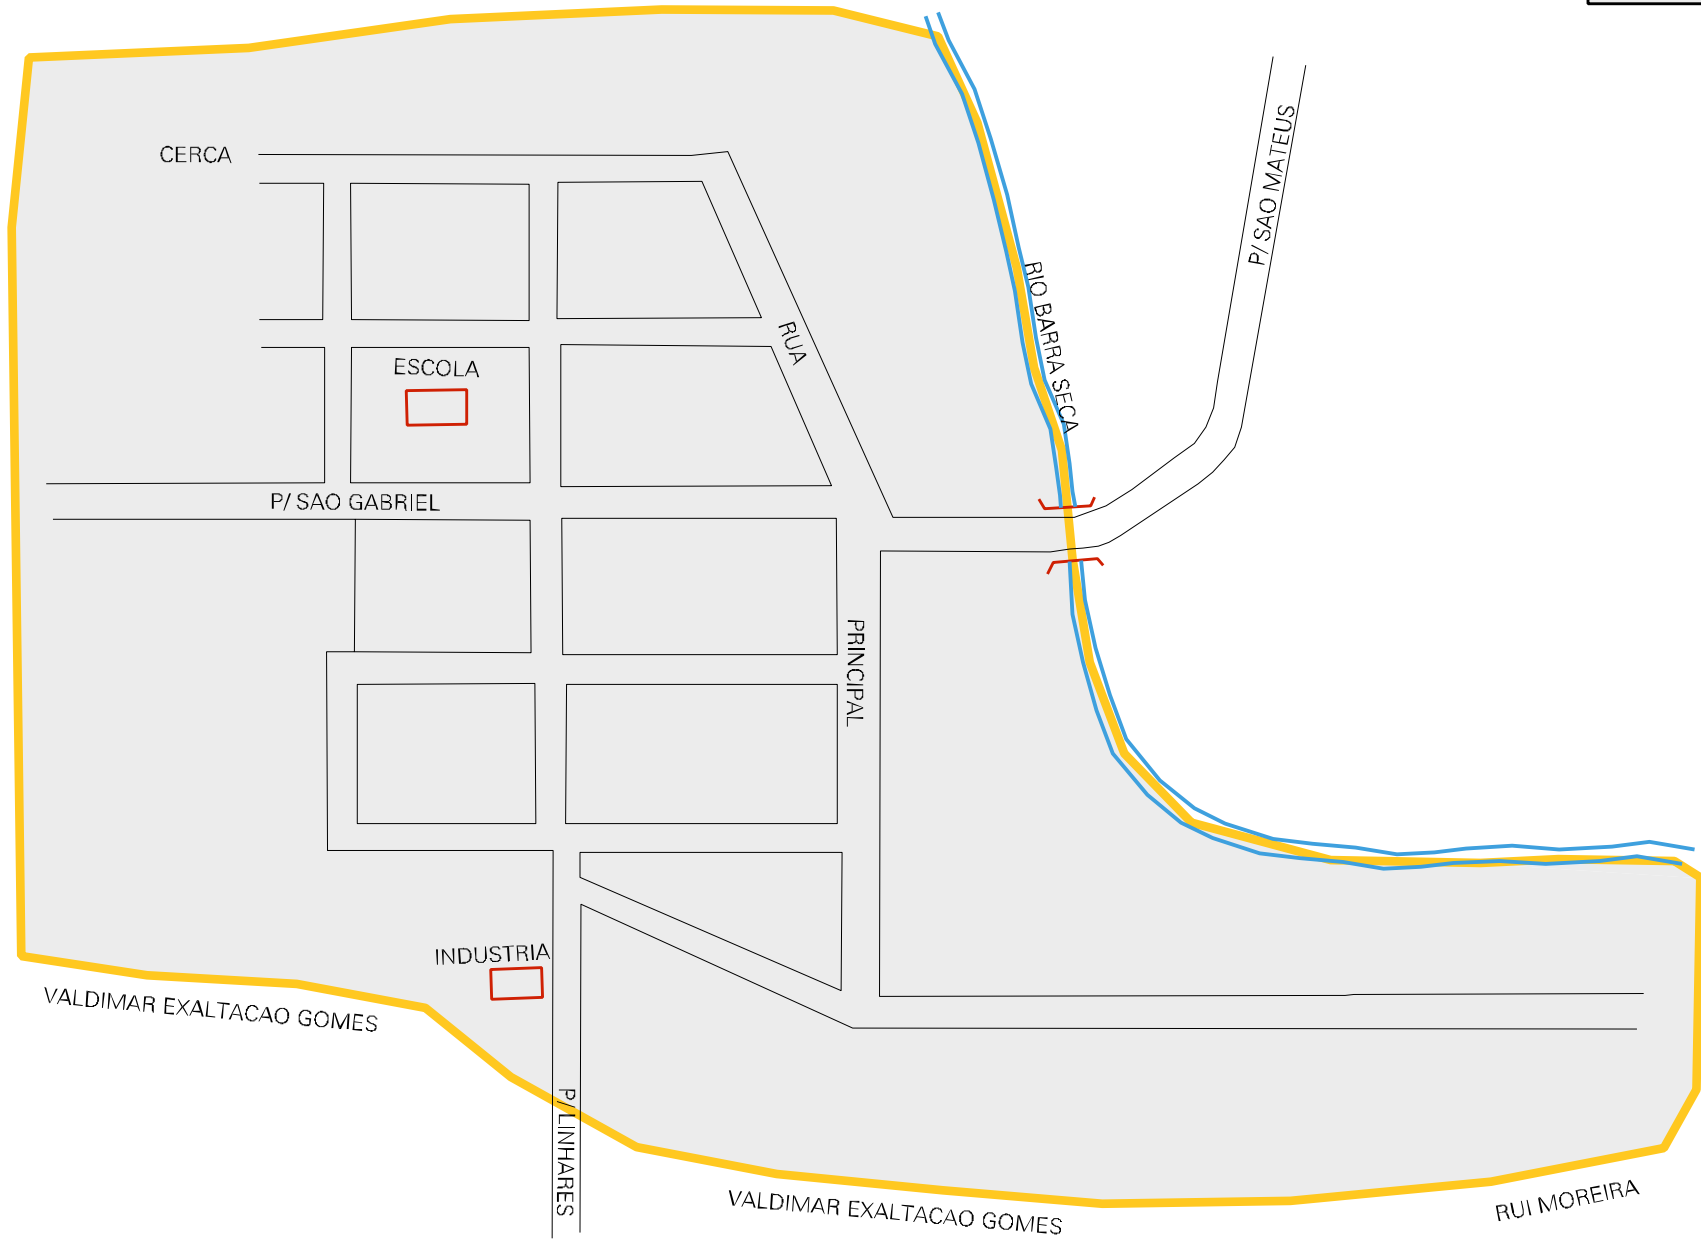 CERCA
P/ SAO MATEUS
RIO BARRA SECA
RUA
ESCOLA
P/ SAO GABRIEL
PRINCIPAL
INDUSTRIA
VALDIMAR EXALTACAO GOMES
P/ LINHARES
VALDIMAR EXALTACAO GOMES
RUI MOREIRA